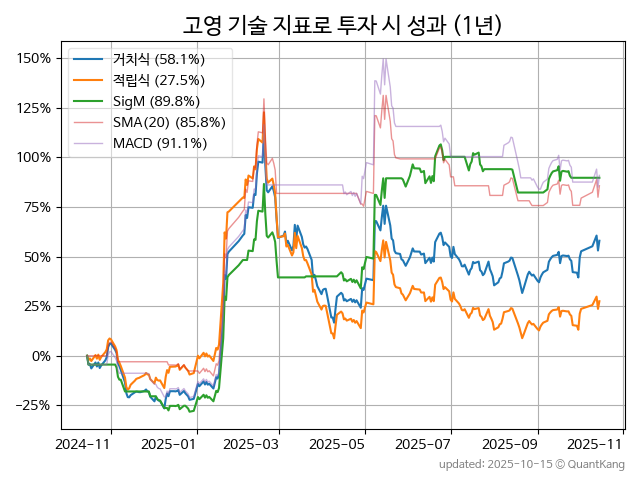 고영 기술 지표로 투자 시 성과 (1년)
150%
125%
100%
75%
50%
25%
0%
−25%
거치식 (58.1%)
적립식 (27.5%)
SigM (89.8%)
SMA(20) (85.8%)
MACD (91.1%)
2024-11 2025-01 2025-03 2025-05 2025-07 2025-09 2025-11
updated: 2025-10-15 © QuantKang